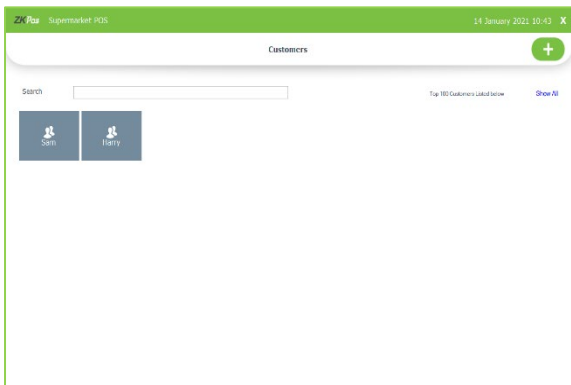 ZKPos Supermarket POS 14 January 2021 10:43 X
Customers
+
Search Top 100 Customers Listed below Show All
Sam Harry